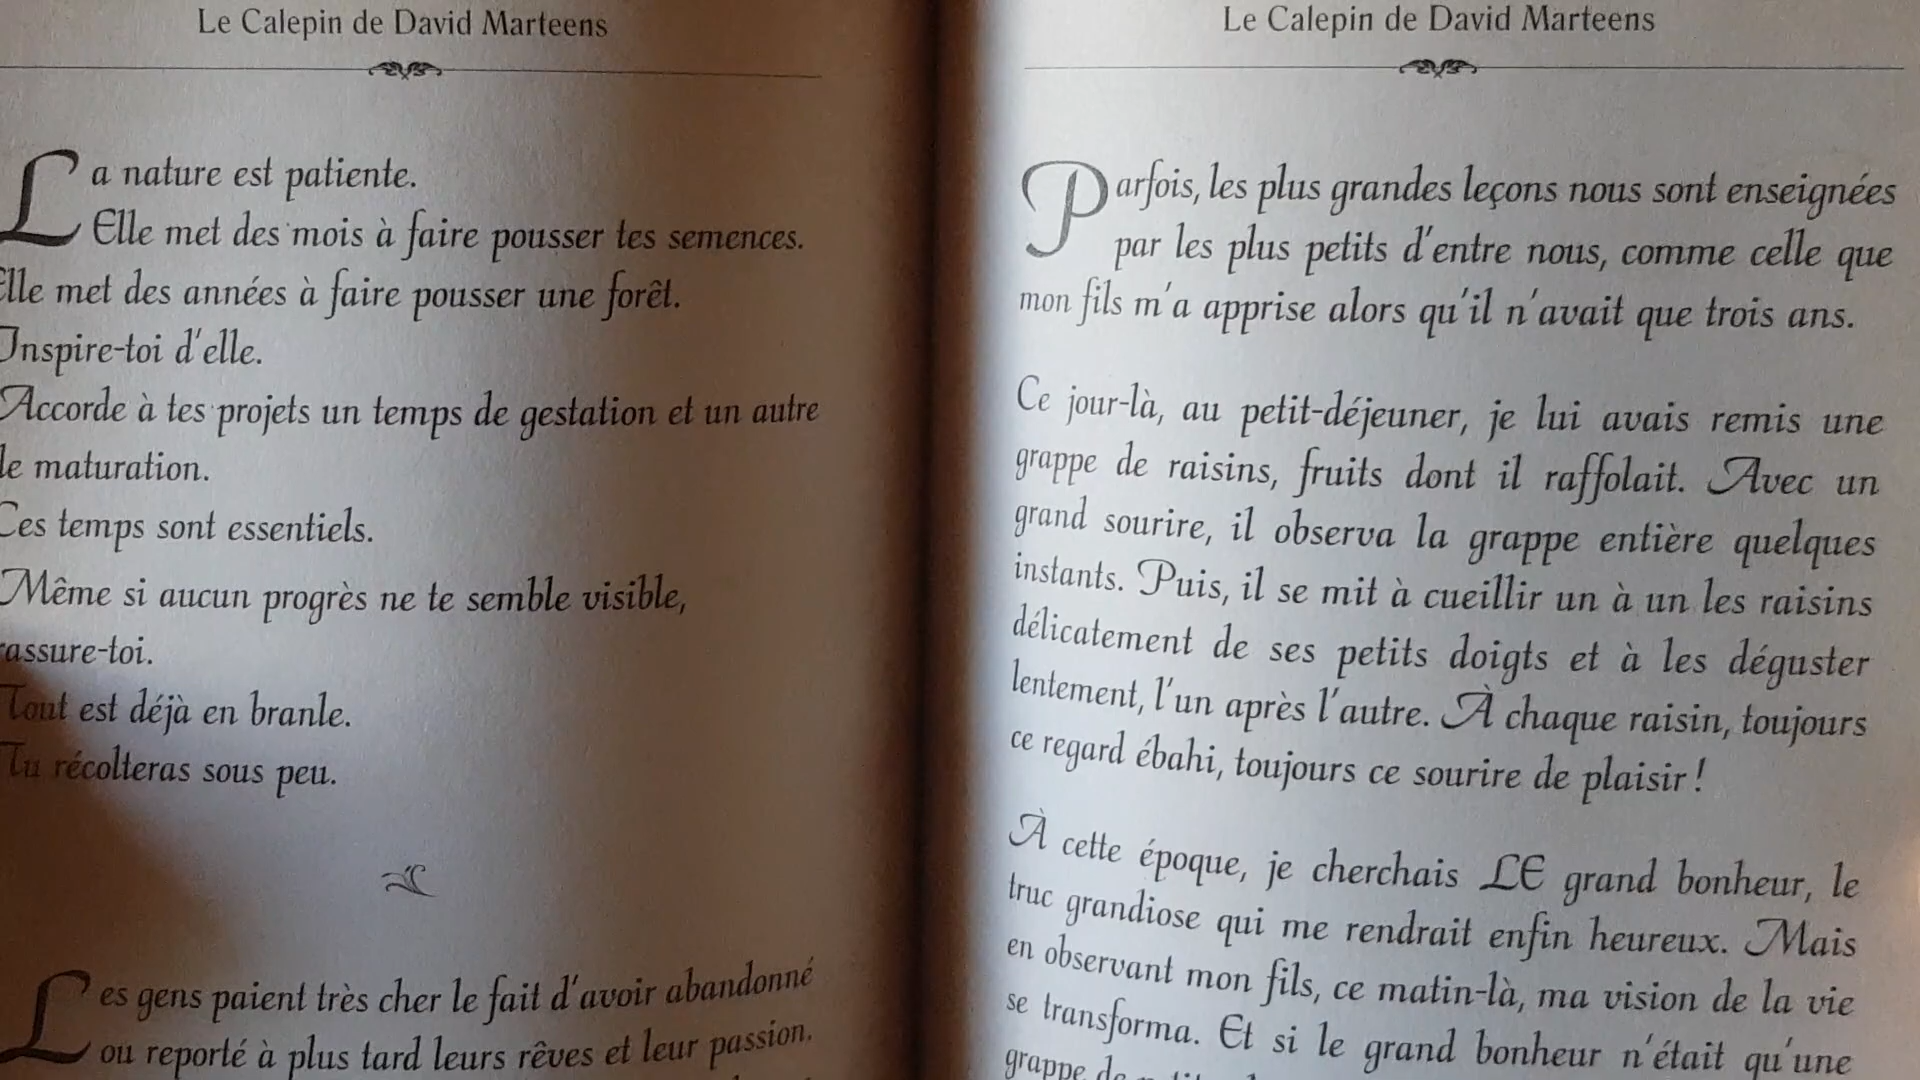 Le Calepin de David Marteens
La nature est patiente.
Elle met des mois à faire pousser tes semences.
Elle met des années à faire pousser une forêt.
Inspire-toi d'elle.
Accorde à tes projets un temps de gestation et un autre
de maturation.
Ces temps sont essentiels.
Même si aucun progrès ne te semble visible,
rassure-toi.
Tout est déjà en branle.
Tu récolteras sous peu.
Les gens paient très cher le fait d'avoir abandonné
ou reporté à plus tard leurs rêves et leur passion.
Le Calepin de David Marteens
Parfois, les plus grandes leçons nous sont enseignées
par les plus petits d'entre nous, comme celle que
mon fils m'a apprise alors qu'il n'avait que trois ans.
Ce jour-là, au petit-déjeuner, je lui avais remis une
grappe de raisins, fruits dont il raffolait. Avec un
grand sourire, il observa la grappe entière quelques
instants. Puis, il se mit à cueillir un à un les raisins
délicatement de ses petits doigts et à les déguster
lentement, l'un après l'autre. À chaque raisin, toujours
ce regard ébahi, toujours ce sourire de plaisir !
À cette époque, je cherchais LE grand bonheur, le
truc grandiose qui me rendrait enfin heureux. Mais
en observant mon fils, ce matin-là, ma vision de la vie
se transforma. Et si le grand bonheur n'était qu'une
grappe de